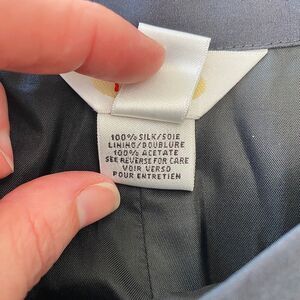 100% SILK/SOIE
LINING/DOUBLURE
100% ACETATE
SEE REVERSE FOR CARE
VOIR VERSO
POUR ENTRETIEN